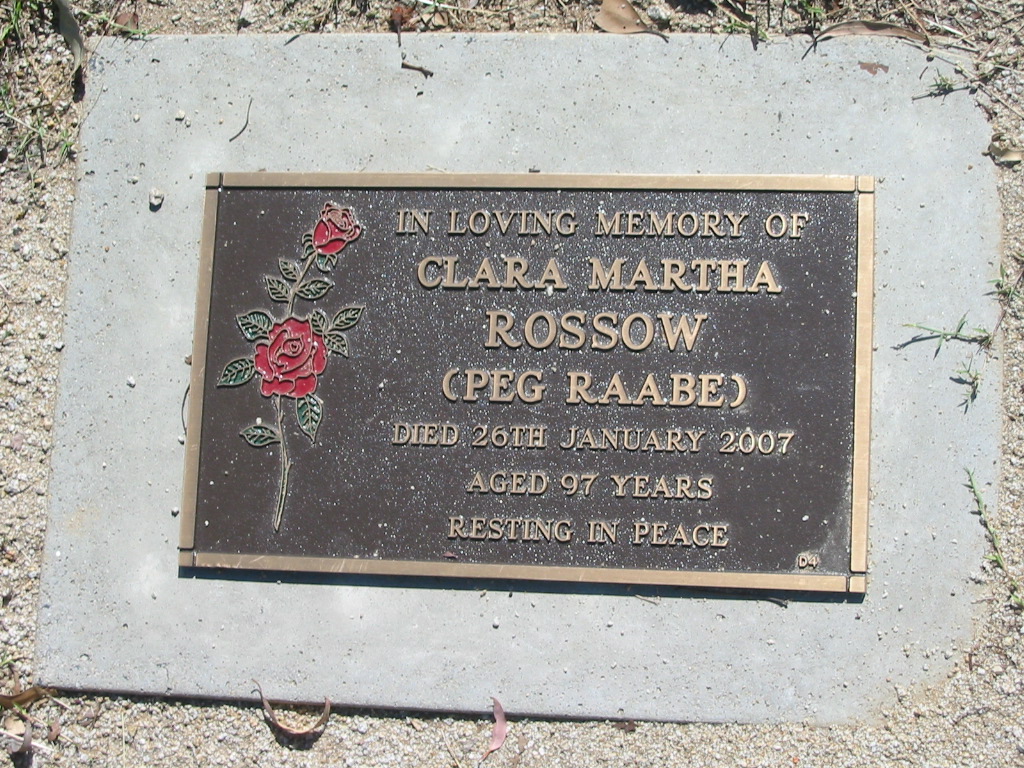 IN LOVING MEMORY OF
CLARA MARTHA
ROSSOW
(PEG RAABE)
DIED 26TH JANUARY 2007
AGED 97 YEARS
RESTING IN PEACE
D4